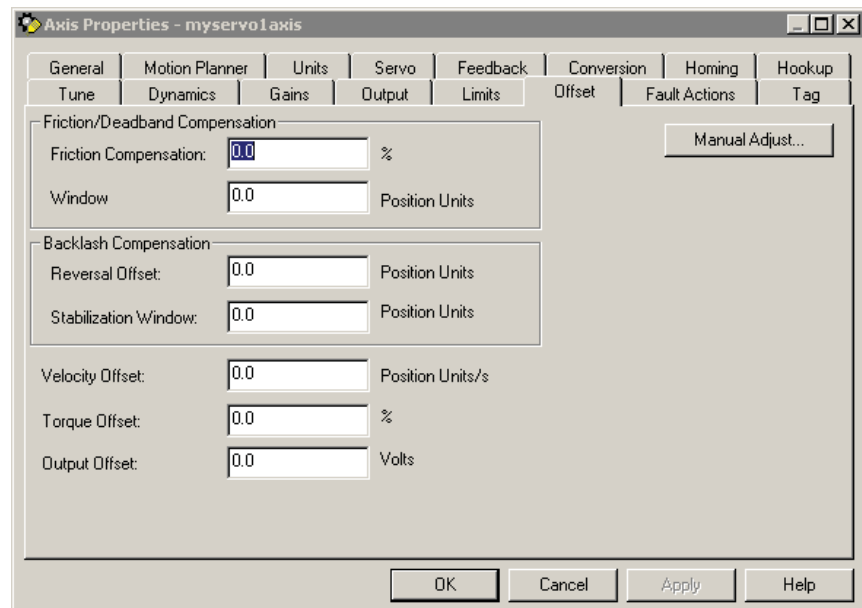 Axis Properties - myservo1axis
General Motion Planner Units Servo Feedback Conversion Homing Hookup
Tune Dynamics Gains Output Limits Offset Fault Actions Tag
Friction/Deadband Compensation
Friction Compensation: 0.0 %
Manual Adjust...
Window 0.0 Position Units
Backlash Compensation
Reversal Offset: 0.0 Position Units
Stabilization Window: 0.0 Position Units
Velocity Offset: 0.0 Position Units/s
Torque Offset: 0.0 %
Output Offset: 0.0 Volts
OK Cancel Apply Help